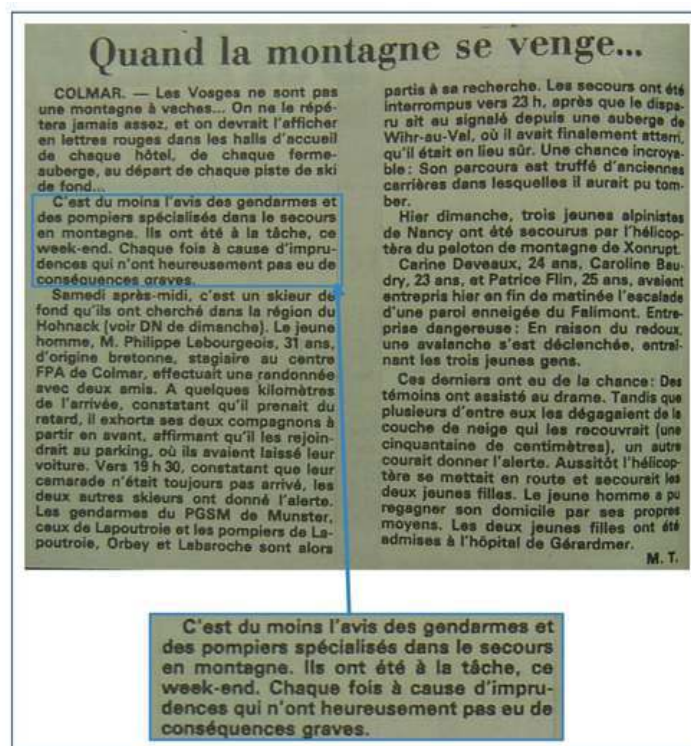 Quand la montagne se venge...
COLMAR. — Les Vosges ne sont pas
une montagne à vaches... On ne le répé-
tera jamais assez, et on devrait l'afficher
en lettres rouges dans les halls d'accueil
de chaque hôtel, de chaque ferme-
auberge, au départ de chaque piste de ski
de fond...
C'est du moins l'avis des gendarmes et
des pompiers spécialisés dans le secours
en montagne. Ils ont été à la tâche, ce
week-end. Chaque fois à cause d'impru-
dences qui n'ont heureusement pas eu de
conséquences graves.
Samedi après-midi, c'est un skieur de
fond qu'ils ont cherché dans la région du
Hohnack (voir DN de dimanche). Le jeune
homme, M. Philippe Lebourgeois, 31 ans,
d'origine bretonne, stagiaire au centre
FPA de Colmar, effectuait une randonnée
avec deux amis. A quelques kilomètres
de l'arrivée, constatant qu'il prenait du
retard, il exhorta ses deux compagnons à
partir en avant, affirmant qu'il les rejoin-
drait au parking, où ils avaient laissé leur
voiture. Vers 19 h 30, constatant que leur
camarade n'était toujours pas arrivé, les
deux autres skieurs ont donné l'alerte.
Les gendarmes du PGSM de Munster,
ceux de Lapoutroie et les pompiers de La-
poutroie, Orbey et Labaroche sont alors
partis à sa recherche. Les secours ont été
interrompus vers 23 h, après que le dispa-
ru ait au signalé depuis une auberge de
Wihr-au-Val, où il avait finalement atterri,
qu'il était en lieu sûr. Une chance incroya-
ble : Son parcours est truffé d'anciennes
carrières dans lesquelles il aurait pu tom-
ber.
Hier dimanche, trois jeunes alpinistes
de Nancy ont été secourus par l'hélicop-
tère du peloton de montagne de Xonrupt.
Carine Deveaux, 24 ans, Caroline Bau-
dry, 23 ans, et Patrice Flin, 25 ans, avaient
entrepris hier en fin de matinée l'escalade
d'une paroi enneigée du Falimont. Entre-
prise dangereuse : En raison du redoux,
une avalanche s'est déclenchée, entraî-
nant les trois jeunes gens.
Ces derniers ont eu de la chance : Des
témoins ont assisté au drame. Tandis que
plusieurs d'entre eux les dégageaient de la
couche de neige qui les recouvrait (une
cinquantaine de centimètres), un autre
courait donner l'alerte. Aussitôt l'hélicop-
tère se mettait en route et secourait les
deux jeunes filles. Le jeune homme a pu
regagner son domicile par ses propres
moyens. Les deux jeunes filles ont été
admises à l'hôpital de Gérardmer.
M. T.
C'est du moins l'avis des gendarmes et
des pompiers spécialisés dans le secours
en montagne. Ils ont été à la tâche, ce
week-end. Chaque fois à cause d'impru-
dences qui n'ont heureusement pas eu de
conséquences graves.